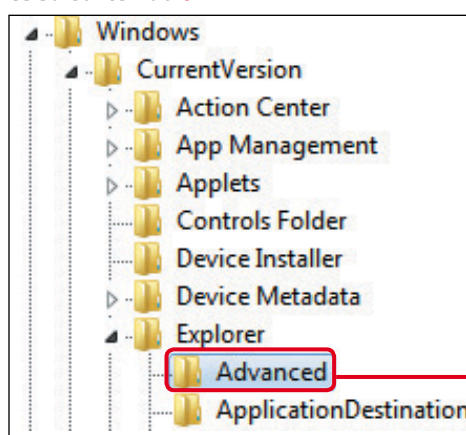 Windows
CurrentVersion
Action Center
App Management
Applets
Controls Folder
Device Installer
Device Metadata
Explorer
Advanced
ApplicationDestination